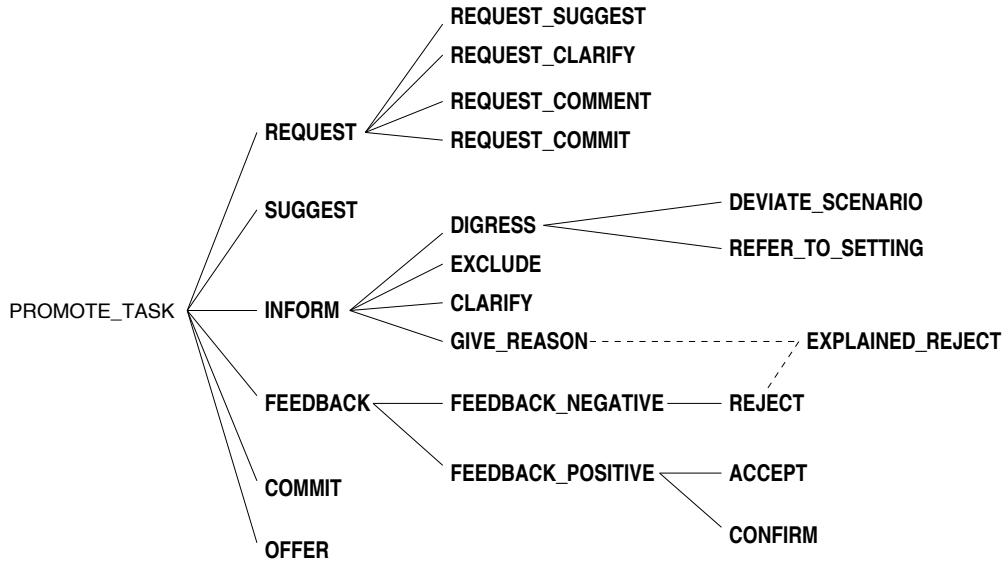 REQUEST_SUGGEST
REQUEST_CLARIFY
REQUEST_COMMENT
REQUEST
REQUEST_COMMIT
DEVIATE_SCENARIO
SUGGEST
DIGRESS
REFER_TO_SETTING
EXCLUDE
CLARIFY
PROMOTE_TASK
INFORM
GIVE_REASON
EXPLAINED_REJECT
FEEDBACK
FEEDBACK_NEGATIVE
REJECT
FEEDBACK_POSITIVE
ACCEPT
COMMIT
CONFIRM
OFFER